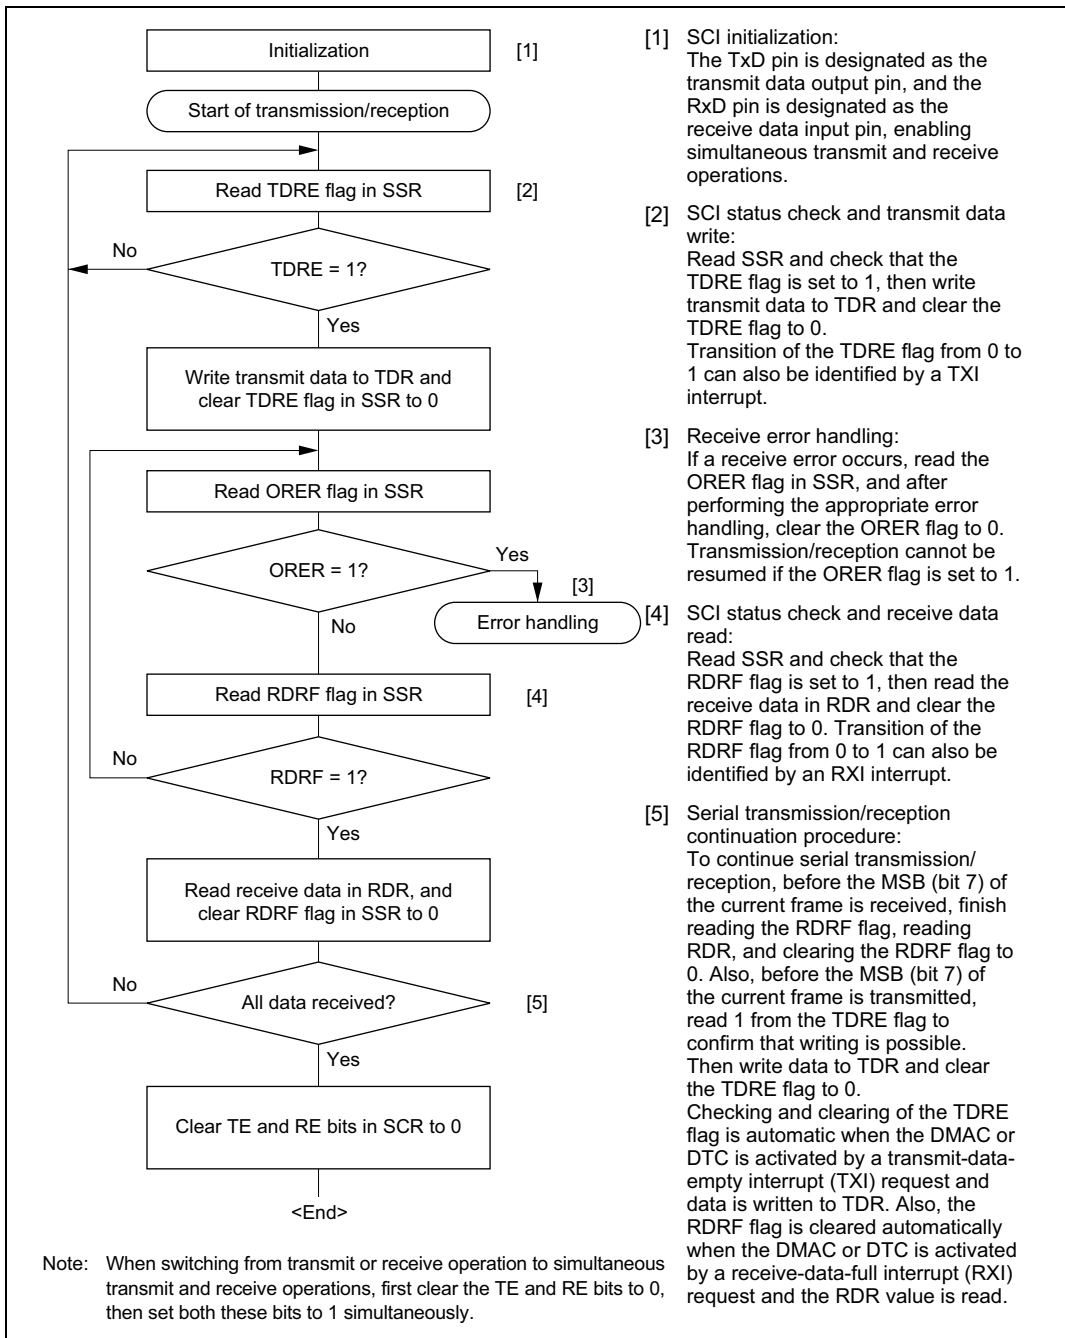 Initialization [1]
Start of transmission/reception
Read TDRE flag in SSR [2]
No
TDRE = 1?
Yes
Write transmit data to TDR and
clear TDRE flag in SSR to 0
Read ORER flag in SSR
ORER = 1?
Yes
[3]
Error handling
No
Read RDRF flag in SSR [4]
No
RDRF = 1?
Yes
Read receive data in RDR, and
clear RDRF flag in SSR to 0
No
All data received? [5]
Yes
Clear TE and RE bits in SCR to 0
<End>
[1] SCI initialization:
The TxD pin is designated as the
transmit data output pin, and the
RxD pin is designated as the
receive data input pin, enabling
simultaneous transmit and receive
operations.
[2] SCI status check and transmit data
write:
Read SSR and check that the
TDRE flag is set to 1, then write
transmit data to TDR and clear the
TDRE flag to 0.
Transition of the TDRE flag from 0 to
1 can also be identified by a TXI
interrupt.
[3] Receive error handling:
If a receive error occurs, read the
ORER flag in SSR, and after
performing the appropriate error
handling, clear the ORER flag to 0.
Transmission/reception cannot be
resumed if the ORER flag is set to 1.
[4] SCI status check and receive data
read:
Read SSR and check that the
RDRF flag is set to 1, then read the
receive data in RDR and clear the
RDRF flag to 0. Transition of the
RDRF flag from 0 to 1 can also be
identified by an RXI interrupt.
[5] Serial transmission/reception
continuation procedure:
To continue serial transmission/
reception, before the MSB (bit 7) of
the current frame is received, finish
reading the RDRF flag, reading
RDR, and clearing the RDRF flag to
0. Also, before the MSB (bit 7) of
the current frame is transmitted,
read 1 from the TDRE flag to
confirm that writing is possible.
Then write data to TDR and clear
the TDRE flag to 0.
Checking and clearing of the TDRE
flag is automatic when the DMAC or
DTC is activated by a transmit-data-
empty interrupt (TXI) request and
data is written to TDR. Also, the
RDRF flag is cleared automatically
when the DMAC or DTC is activated
by a receive-data-full interrupt (RXI)
request and the RDR value is read.
Note: When switching from transmit or receive operation to simultaneous
transmit and receive operations, first clear the TE and RE bits to 0,
then set both these bits to 1 simultaneously.